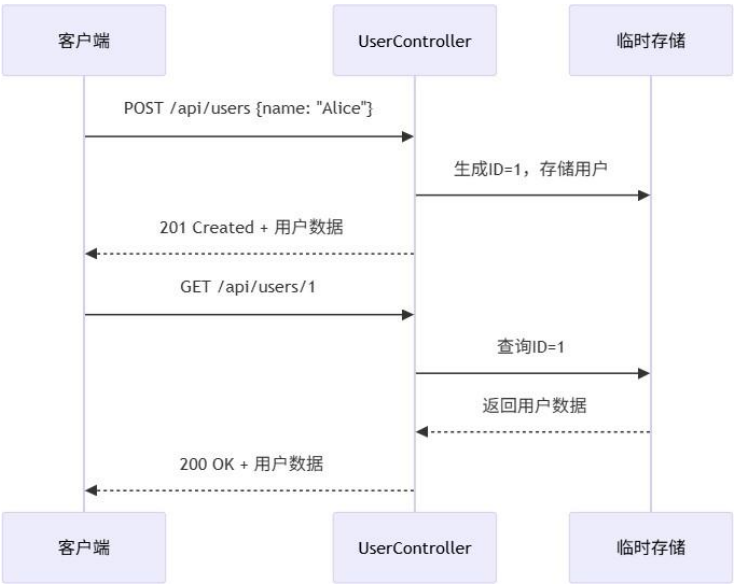 客户端
UserController
临时存储
POST /api/users {name: "Alice"}
生成ID=1，存储用户
201 Created + 用户数据
GET /api/users/1
查询ID=1
返回用户数据
200 OK + 用户数据
客户端
UserController
临时存储